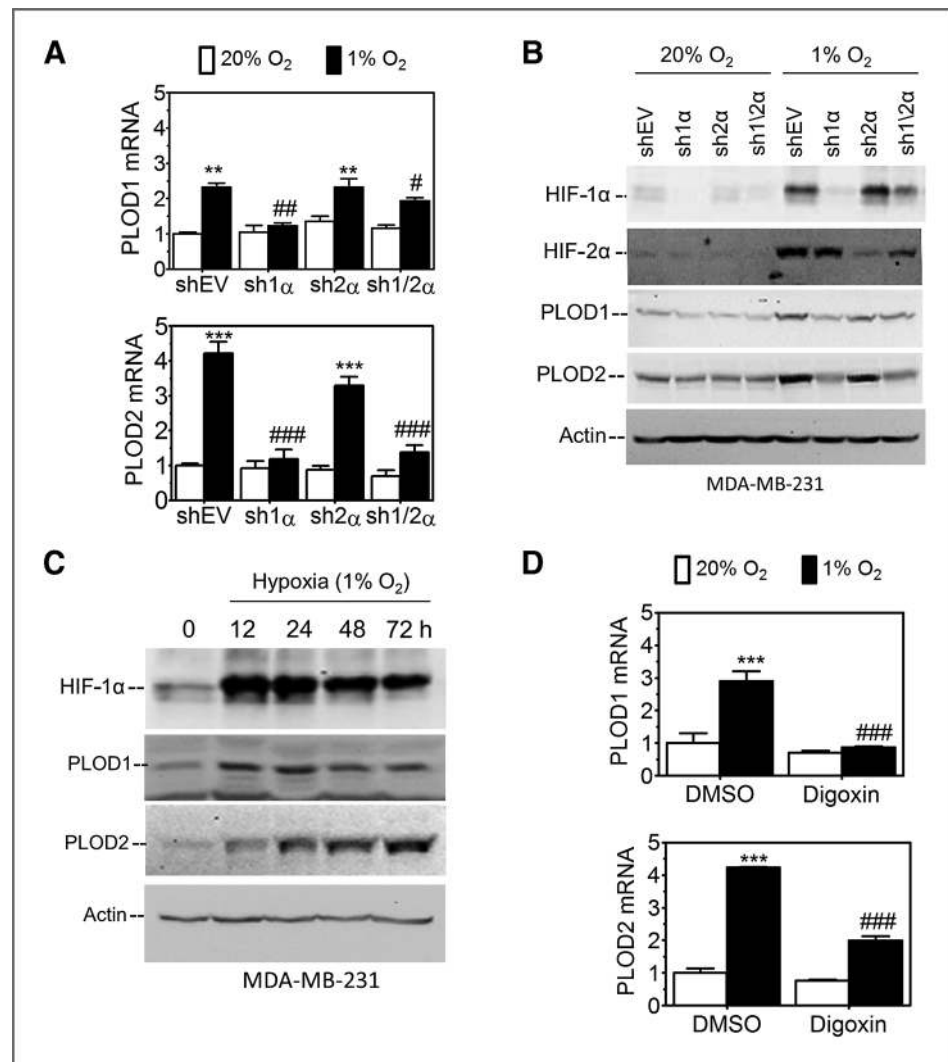 A
20% O₂ 1% O₂
PLOD1 mRNA
5
4
3
2
1
0
** ## ** #
shEV sh1α sh2α sh1/2α
PLOD2 mRNA
5
4
3
2
1
0
*** ### *** ###
shEV sh1α sh2α sh1/2α
B
20% O₂ 1% O₂
shEV sh1α sh2α sh1\2α shEV sh1α sh2α sh1\2α
HIF-1α
HIF-2α
PLOD1
PLOD2
Actin
MDA-MB-231
C
Hypoxia (1% O₂)
0 12 24 48 72 h
HIF-1α
PLOD1
PLOD2
Actin
MDA-MB-231
D
20% O₂ 1% O₂
PLOD1 mRNA
5
4
3
2
1
0
*** ###
DMSO Digoxin
PLOD2 mRNA
5
4
3
2
1
0
*** ###
DMSO Digoxin